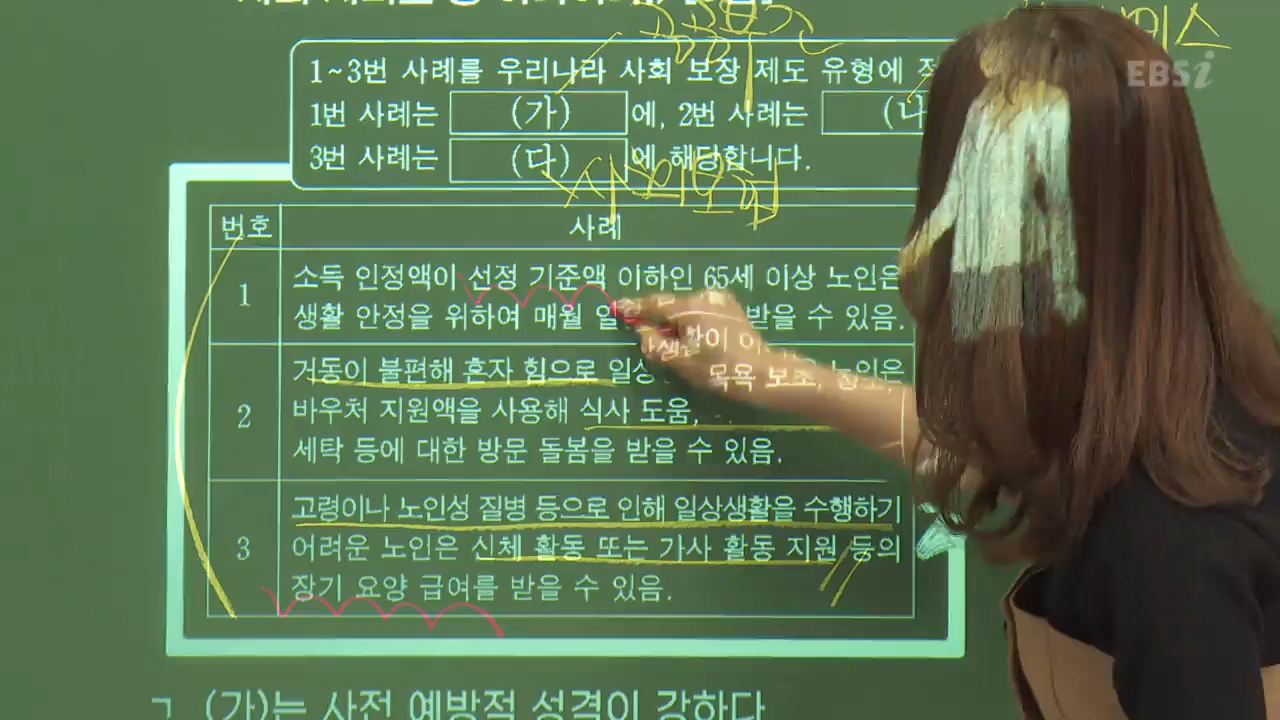 공공부조
EBSi
1~3번 사례를 우리나라 사회 보장 제도 유형에
1번 사례는 (가) 에, 2번 사례는 (나
3번 사례는 (다) 에 해당합니다.
사회보험
번호 사례
1 소득 인정액이 선정 기준액 이하인 65세 이상 노인은
생활 안정을 위하여 매월 받을 수 있음.
2 거동이 불편해 혼자 힘으로 노인은
바우처 지원액을 사용해 식사 도움, 목욕 보조,
세탁 등에 대한 방문 돌봄을 받을 수 있음.
3 고령이나 노인성 질병 등으로 인해 일상생활을 수행하기
어려운 노인은 신체 활동 또는 가사 활동 지원 등의
장기 요양 급여를 받을 수 있음.
ㄱ (가)는 사전 예방적 성격이 강하다